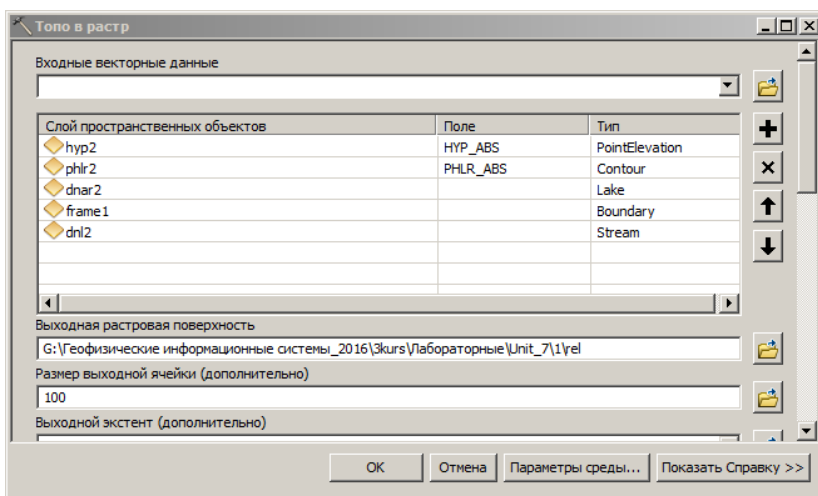 Топо в растр
Входные векторные данные
Слой пространственных объектов Поле Тип
hyp2 HYP_ABS PointElevation
phlr2 PHLR_ABS Contour
dnar2 Lake
frame1 Boundary
dnl2 Stream
Выходная растровая поверхность
G:\Геофизические информационные системы_2016\3kurs\Лабораторные\Unit_7\1\rel
Размер выходной ячейки (дополнительно)
100
Выходной экстент (дополнительно)
OK Отмена Параметры среды... Показать Справку >>